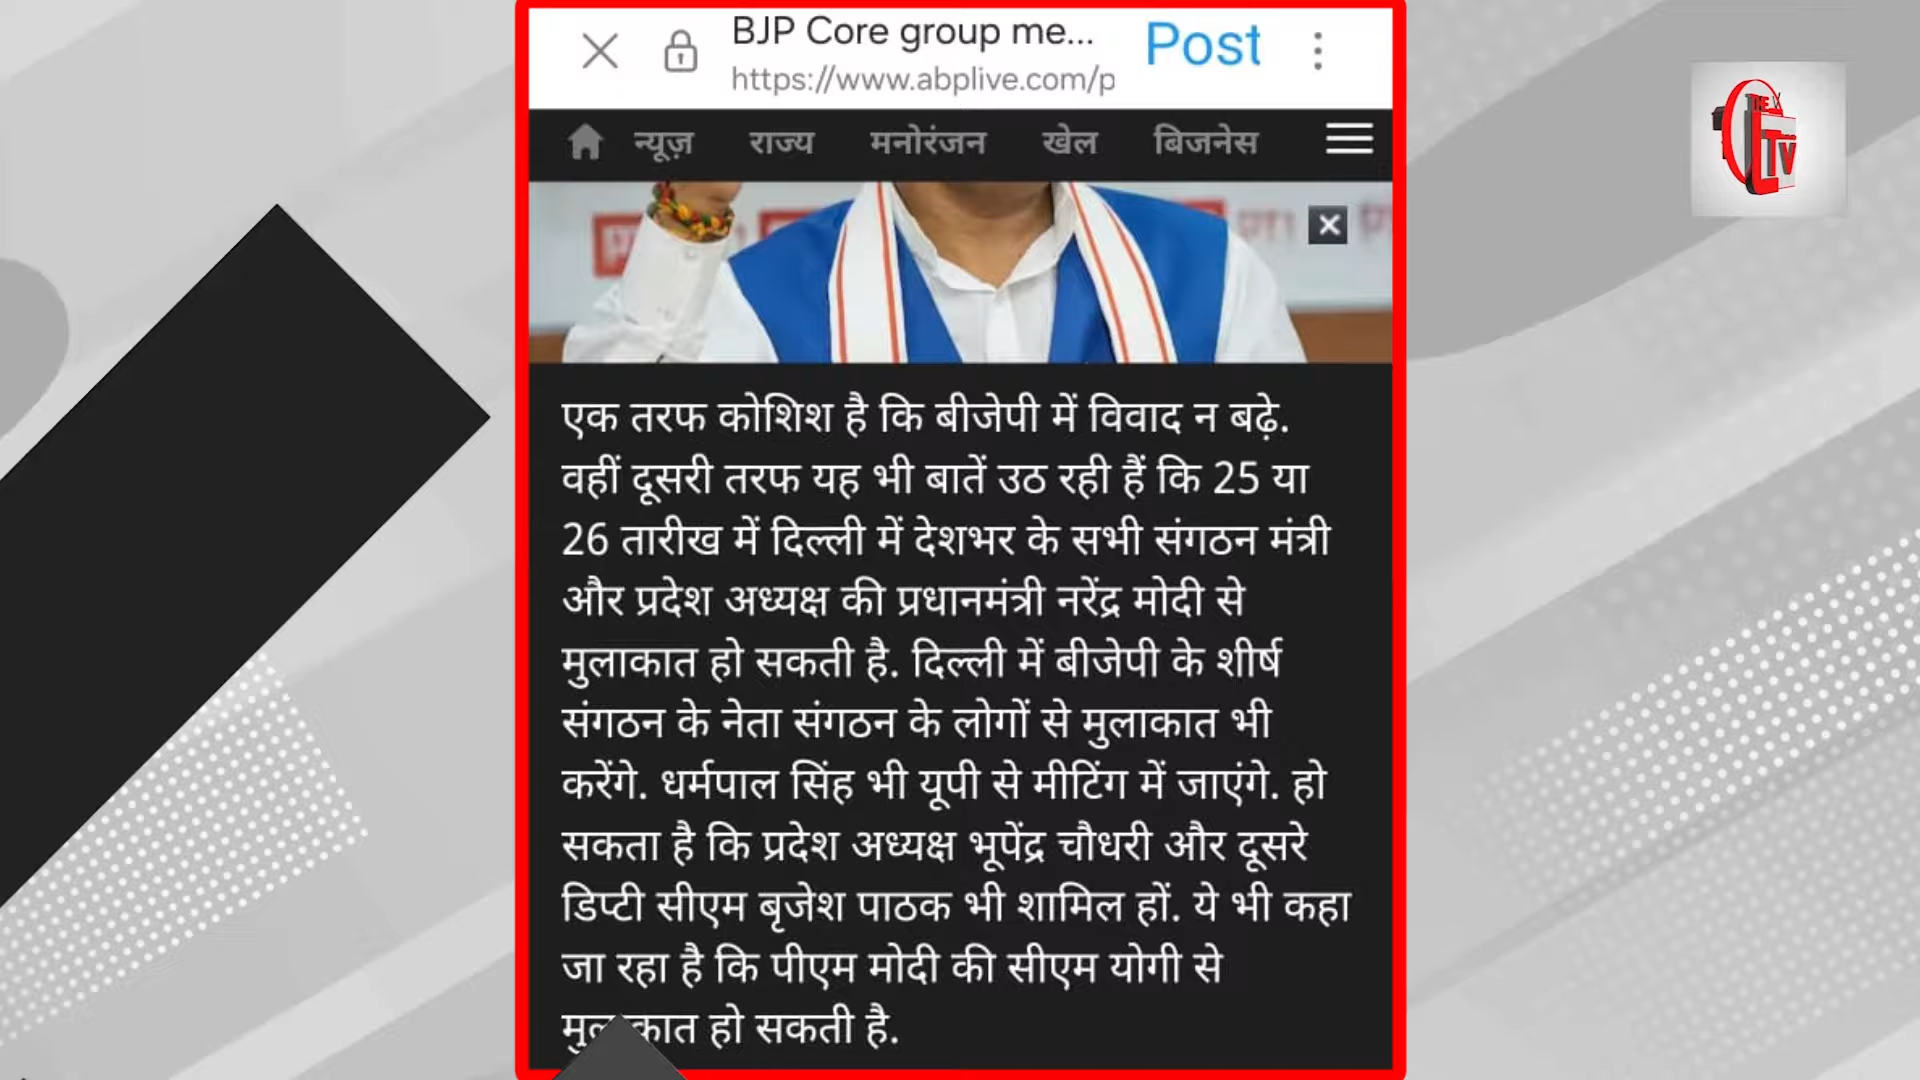 BJP Core group me...
Post
https://www.abplive.com/p
न्यूज़ राज्य मनोरंजन खेल बिजनेस
THE
TV
एक तरफ कोशिश है कि बीजेपी में विवाद न बढ़े.
वहीं दूसरी तरफ यह भी बातें उठ रही हैं कि 25 या
26 तारीख में दिल्ली में देशभर के सभी संगठन मंत्री
और प्रदेश अध्यक्ष की प्रधानमंत्री नरेंद्र मोदी से
मुलाकात हो सकती है. दिल्ली में बीजेपी के शीर्ष
संगठन के नेता संगठन के लोगों से मुलाकात भी
करेंगे. धर्मपाल सिंह भी यूपी से मीटिंग में जाएंगे. हो
सकता है कि प्रदेश अध्यक्ष भूपेंद्र चौधरी और दूसरे
डिप्टी सीएम बृजेश पाठक भी शामिल हों. ये भी कहा
जा रहा है कि पीएम मोदी की सीएम योगी से
मुलाकात हो सकती है.